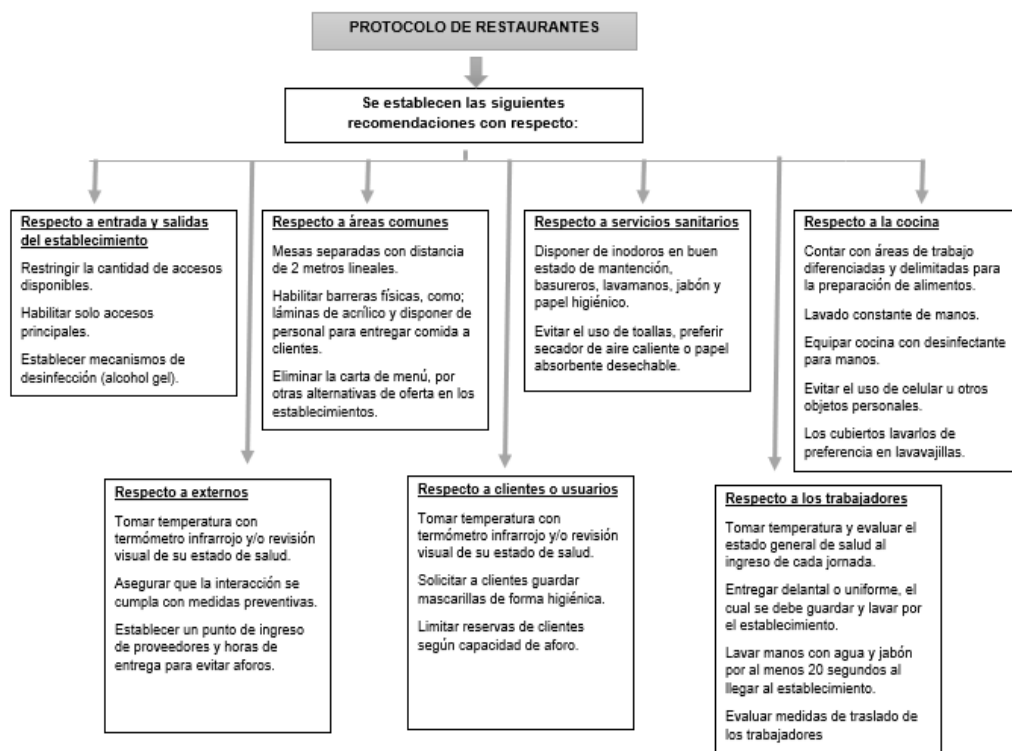 PROTOCOLO DE RESTAURANTES
Se establecen las siguientes
recomendaciones con respecto:
Respecto a entrada y salidas
del establecimiento
Restringir la cantidad de accesos
disponibles.
Habilitar solo accesos
principales.
Establecer mecanismos de
desinfección (alcohol gel).
Respecto a áreas comunes
Mesas separadas con distancia
de 2 metros lineales.
Habilitar barreras físicas, como;
láminas de acrílico y disponer de
personal para entregar comida a
clientes.
Eliminar la carta de menú, por
otras alternativas de oferta en los
establecimientos.
Respecto a servicios sanitarios
Disponer de inodoros en buen
estado de mantención,
basureros, lavamanos, jabón y
papel higiénico.
Evitar el uso de toallas, preferir
secador de aire caliente o papel
absorbente desechable.
Respecto a la cocina
Contar con áreas de trabajo
diferenciadas y delimitadas para
la preparación de alimentos.
Lavado constante de manos.
Equipar cocina con desinfectante
para manos.
Evitar el uso de celular u otros
objetos personales.
Los cubiertos lavarlos de
preferencia en lavavajillas.
Respecto a externos
Tomar temperatura con
termómetro infrarrojo y/o revisión
visual de su estado de salud.
Asegurar que la interacción se
cumpla con medidas preventivas.
Establecer un punto de ingreso
de proveedores y horas de
entrega para evitar aforos.
Respecto a clientes o usuarios
Tomar temperatura con
termómetro infrarrojo y/o revisión
visual de su estado de salud.
Solicitar a clientes guardar
mascarillas de forma higiénica.
Limitar reservas de clientes
según capacidad de aforo.
Respecto a los trabajadores
Tomar temperatura y evaluar el
estado general de salud al
ingreso de cada jornada.
Entregar delantal o uniforme, el
cual se debe guardar y lavar por
el establecimiento.
Lavar manos con agua y jabón
por al menos 20 segundos al
llegar al establecimiento.
Evaluar medidas de traslado de
los trabajadores